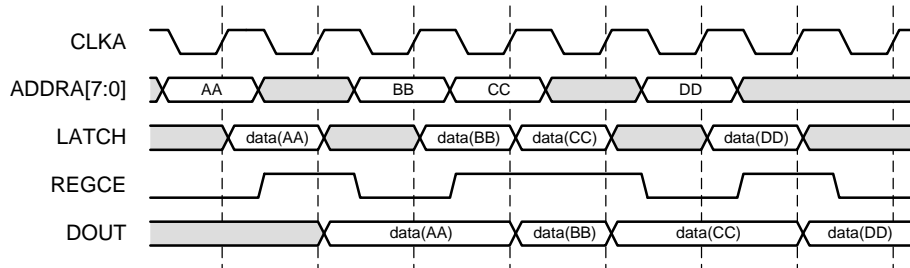 CLKA
ADDRA[7:0] AA BB CC DD
LATCH data(AA) data(BB) data(CC) data(DD)
REGCE
DOUT data(AA) data(BB) data(CC) data(DD)